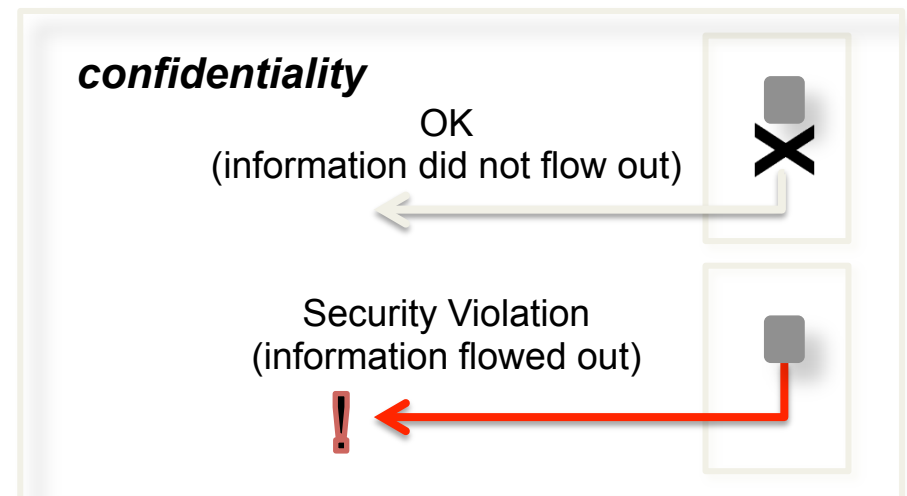 confidentiality
OK
(information did not flow out)
X
Security Violation
(information flowed out)
!